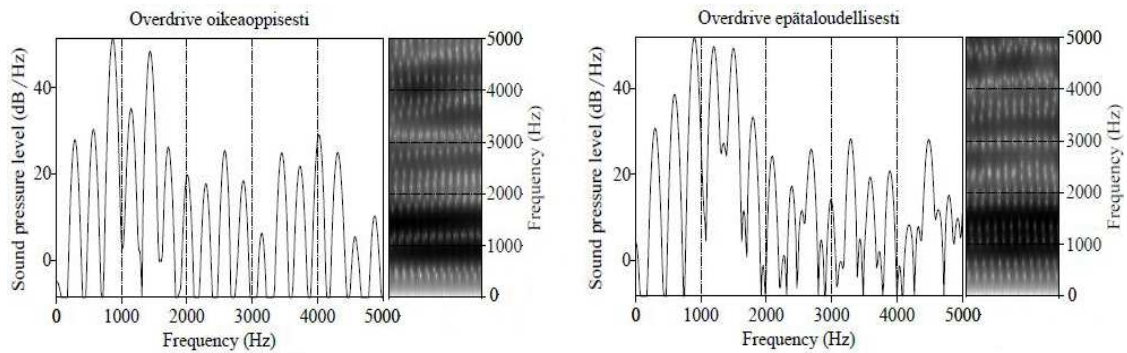 Overdrive oikeaoppisesti
Sound pressure level (dB / Hz)
40
20
0
0 1000 2000 3000 4000 5000
Frequency (Hz)
5000
4000
3000
2000
1000
0
Frequency (Hz)
Overdrive epätaloudellisesti
Sound pressure level (dB / Hz)
40
20
0
0 1000 2000 3000 4000 5000
Frequency (Hz)
5000
4000
3000
2000
1000
0
Frequency (Hz)